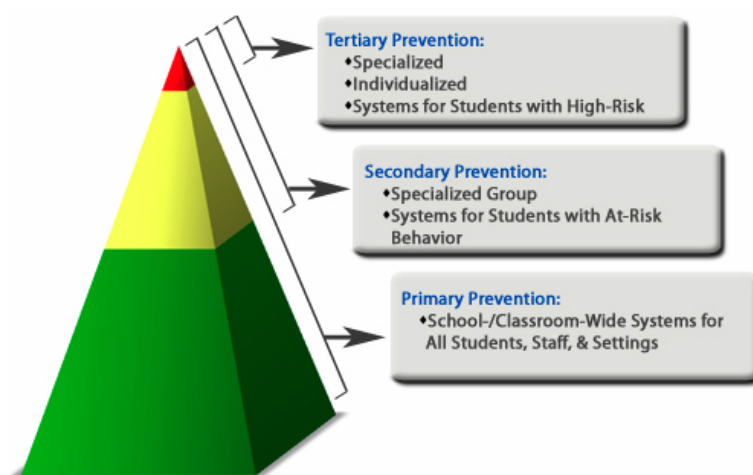 Tertiary Prevention:
♦Specialized
♦Individualized
♦Systems for Students with High-Risk
Secondary Prevention:
♦Specialized Group
♦Systems for Students with At-Risk
Behavior
Primary Prevention:
♦School-/Classroom-Wide Systems for
All Students, Staff, & Settings